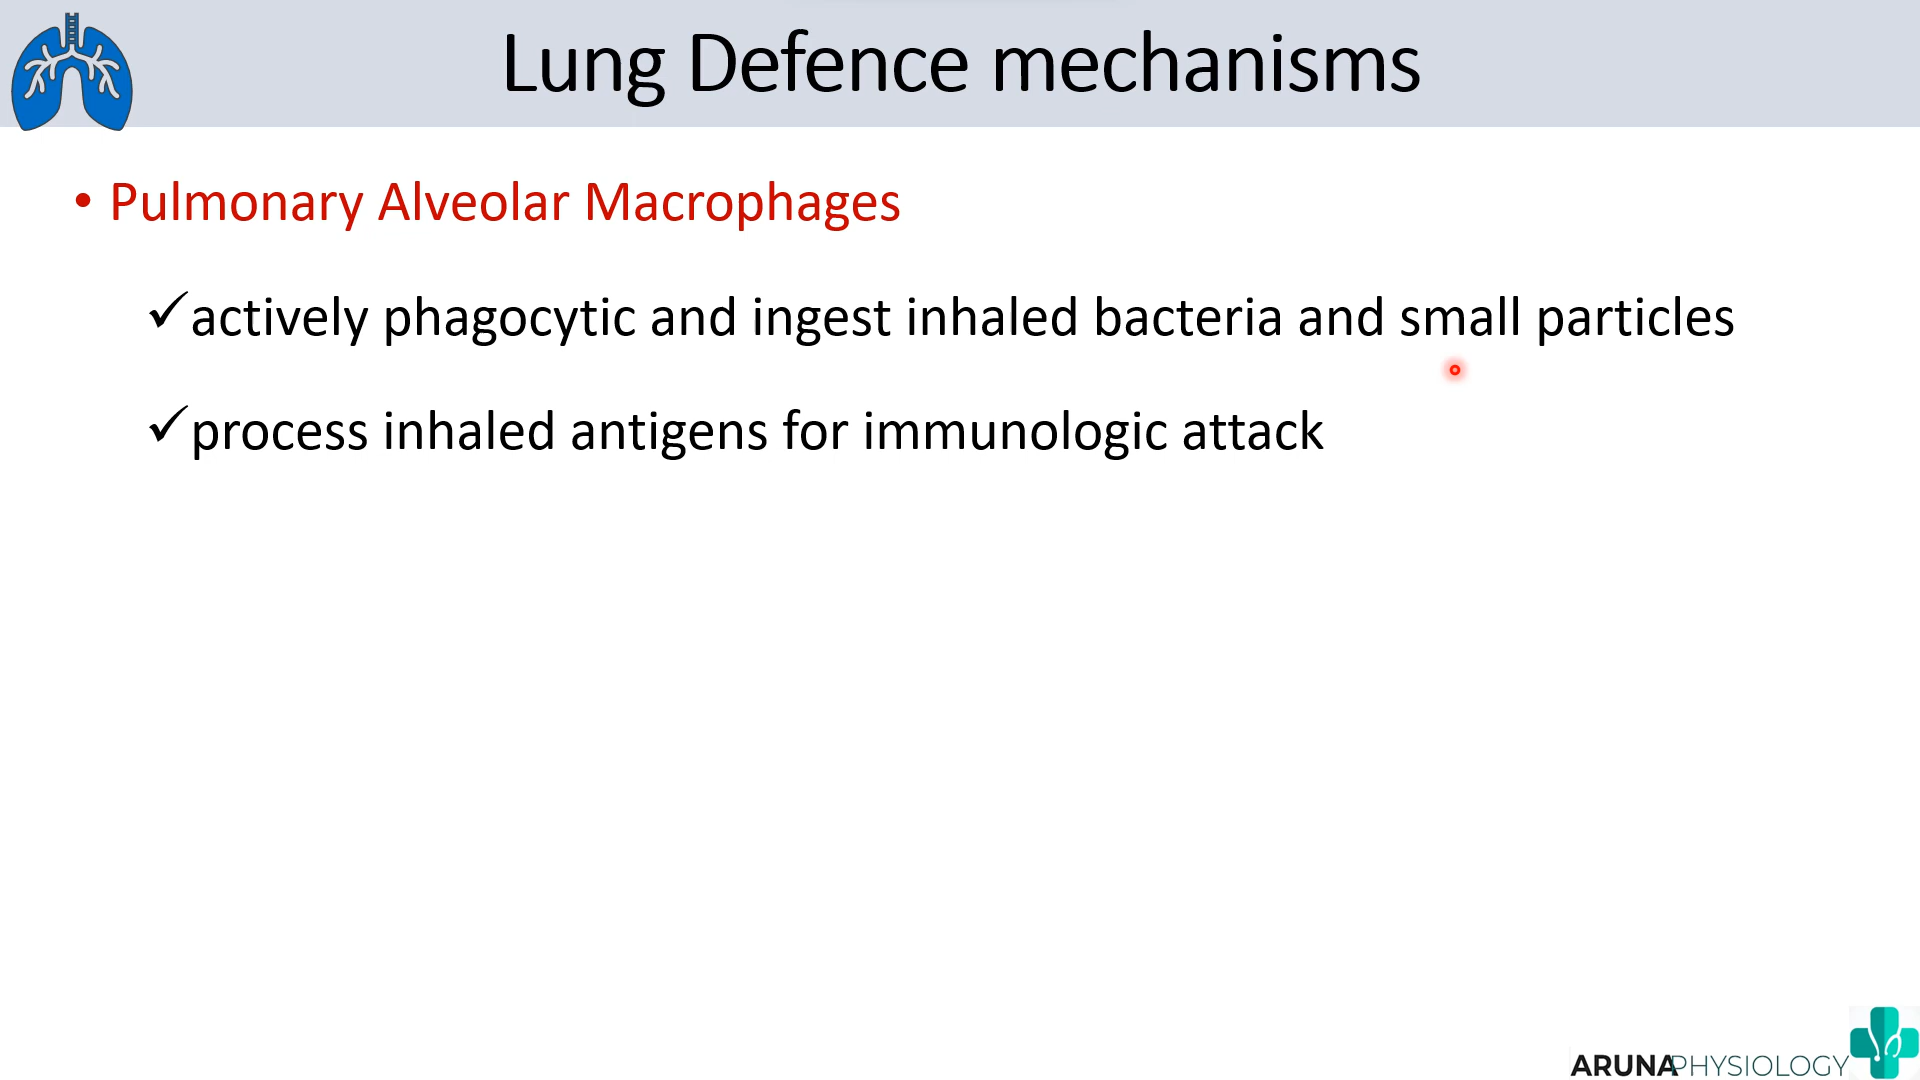 Lung Defence mechanisms
• Pulmonary Alveolar Macrophages
✓actively phagocytic and ingest inhaled bacteria and small particles
✓process inhaled antigens for immunologic attack
ARUNAPHYSIOLOGY